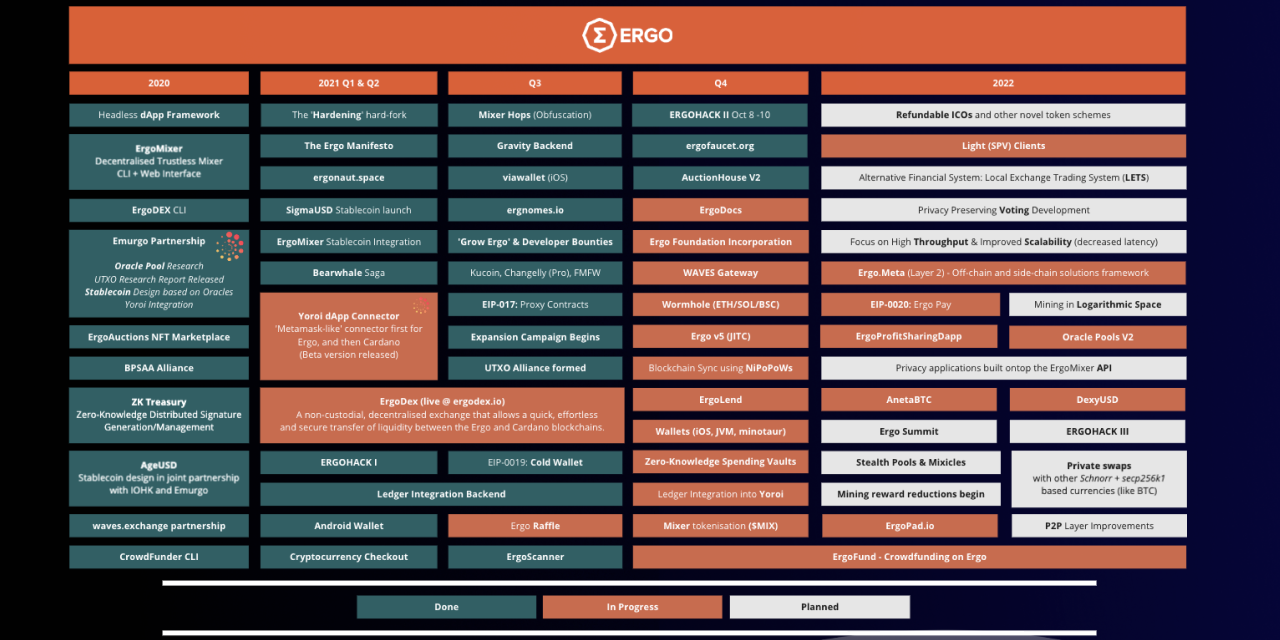 ERGO
2020
2021 Q1 & Q2
Q3
Q4
2022
Headless dApp Framework
The 'Hardening' hard-fork
Mixer Hops (Obfuscation)
ERGOHACK II Oct 8 -10
Refundable ICOs and other novel token schemes
ErgoMixer
Decentralised Trustless Mixer
CLI + Web Interface
The Ergo Manifesto
Gravity Backend
ergofaucet.org
Light (SPV) Clients
ergonaut.space
viawallet (iOS)
AuctionHouse V2
Alternative Financial System: Local Exchange Trading System (LETS)
ErgoDEX CLI
SigmaUSD Stablecoin launch
ergnomes.io
ErgoDocs
Privacy Preserving Voting Development
Emurgo Partnership
Oracle Pool Research
UTXO Research Report Released
Stablecoin Design based on Oracles
Yoroi Integration
ErgoMixer Stablecoin Integration
'Grow Ergo' & Developer Bounties
Ergo Foundation Incorporation
Focus on High Throughput & Improved Scalability (decreased latency)
Bearwhale Saga
Kucoin, Changelly (Pro), FMFW
WAVES Gateway
Ergo.Meta (Layer 2) - Off-chain and side-chain solutions framework
Yoroi dApp Connector
'Metamask-like' connector first for
Ergo, and then Cardano
(Beta version released)
EIP-017: Proxy Contracts
Wormhole (ETH/SOL/BSC)
EIP-0020: Ergo Pay
Mining in Logarithmic Space
ErgoAuctions NFT Marketplace
Expansion Campaign Begins
Ergo v5 (JITC)
ErgoProfitSharingDapp
Oracle Pools V2
BPSAA Alliance
UTXO Alliance formed
Blockchain Sync using NiPoPoWs
Privacy applications built ontop the ErgoMixer API
ZK Treasury
Zero-Knowledge Distributed Signature
Generation/Management
ErgoDex (live @ ergodex.io)
A non-custodial, decentralised exchange that allows a quick, effortless
and secure transfer of liquidity between the Ergo and Cardano blockchains.
ErgoLend
AnetaBTC
DexyUSD
Wallets (iOS, JVM, minotaur)
Ergo Summit
ERGOHACK III
AgeUSD
Stablecoin design in joint partnership
with IOHK and Emurgo
ERGOHACK I
EIP-0019: Cold Wallet
Zero-Knowledge Spending Vaults
Stealth Pools & Mixicles
Private swaps
with other Schnorr + secp256k1
based currencies (like BTC)
Ledger Integration Backend
Ledger Integration into Yoroi
Mining reward reductions begin
waves.exchange partnership
Android Wallet
Ergo Raffle
Mixer tokenisation ($MIX)
ErgoPad.io
P2P Layer Improvements
CrowdFunder CLI
Cryptocurrency Checkout
ErgoScanner
ErgoFund - Crowdfunding on Ergo
Done
In Progress
Planned